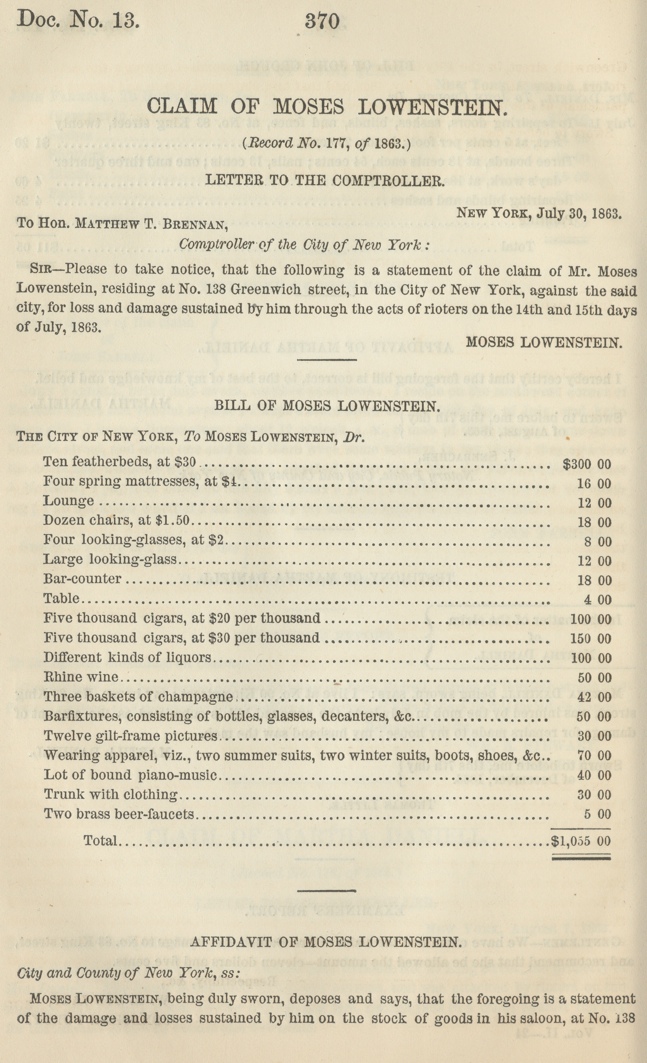 Doc. No. 13. 370
CLAIM OF MOSES LOWENSTEIN.
(Record No. 177, of 1863.)
LETTER TO THE COMPTROLLER.
NEW YORK, July 30, 1863.
To Hon. MATTHEW T. BRENNAN,
Comptroller of the City of New York :
SIR—Please to take notice, that the following is a statement of the claim of Mr. Moses
Lowenstein, residing at No. 138 Greenwich street, in the City of New York, against the said
city, for loss and damage sustained by him through the acts of rioters on the 14th and 15th days
of July, 1863.
MOSES LOWENSTEIN.
BILL OF MOSES LOWENSTEIN.
THE CITY OF NEW YORK, To MOSES LOWENSTEIN, Dr.
Ten featherbeds, at $30 .................... $300 00
Four spring mattresses, at $4.................... 16 00
Lounge .................... 12 00
Dozen chairs, at $1.50.................... 18 00
Four looking-glasses, at $2.................... 8 00
Large looking-glass.................... 12 00
Bar-counter .................... 18 00
Table.................... 4 00
Five thousand cigars, at $20 per thousand .................... 100 00
Five thousand cigars, at $30 per thousand .................... 150 00
Different kinds of liquors.................... 100 00
Rhine wine.................... 50 00
Three baskets of champagne .................... 42 00
Barfixtures, consisting of bottles, glasses, decanters, &c.................... 50 00
Twelve gilt-frame pictures.................... 30 00
Wearing apparel, viz., two summer suits, two winter suits, boots, shoes, &c.. 70 00
Lot of bound piano-music.................... 40 00
Trunk with clothing.................... 30 00
Two brass beer-faucets.................... 5 00
Total....................$1,055 00
AFFIDAVIT OF MOSES LOWENSTEIN.
City and County of New York, ss:
MOSES LOWENSTEIN, being duly sworn, deposes and says, that the foregoing is a statement
of the damage and losses sustained by him on the stock of goods in his saloon, at No. 138